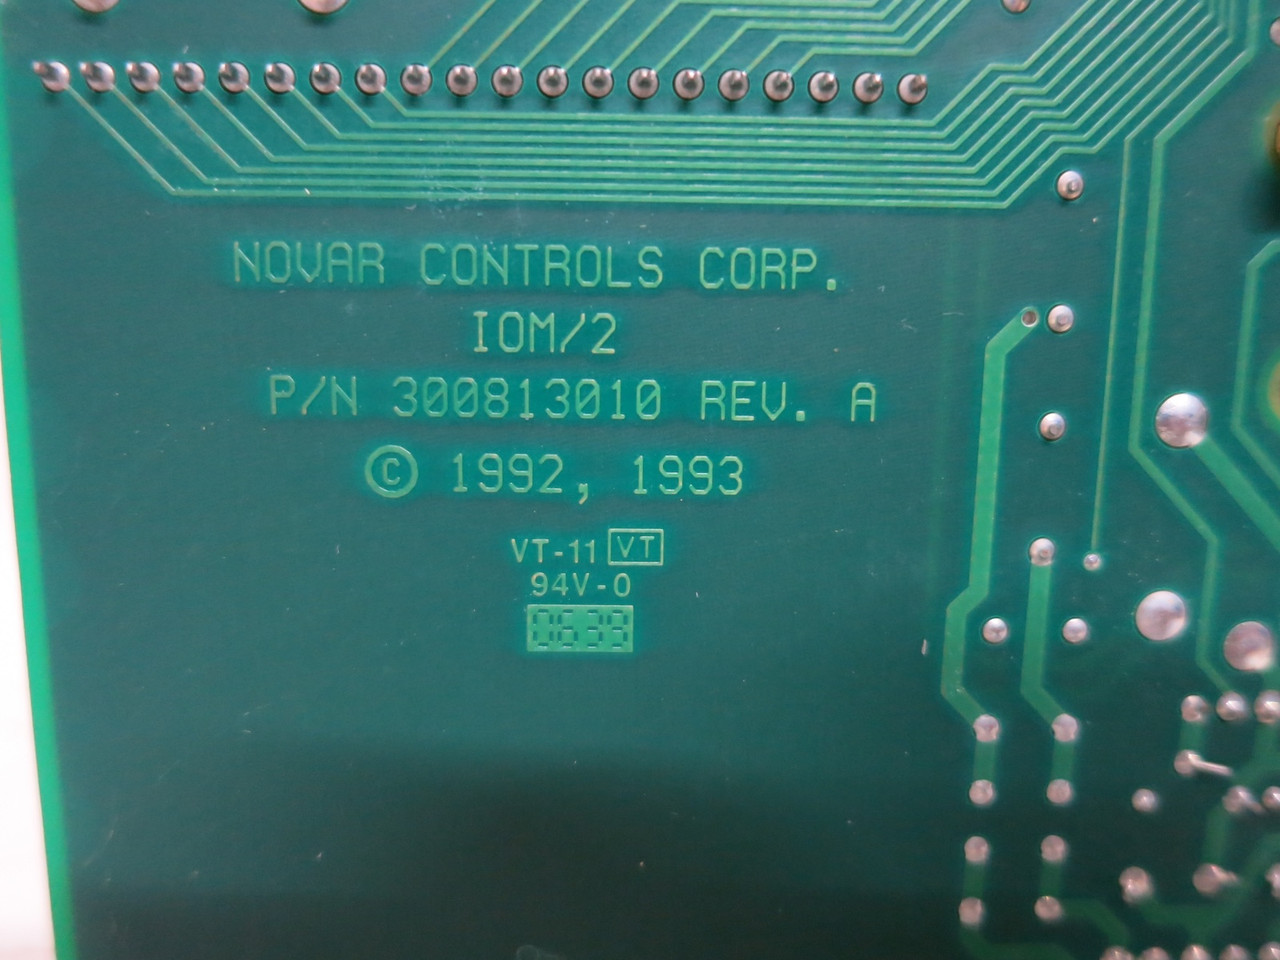 NOVAR CONTROLS CORP.
IOM/2
P/N 300813010 REV. A
© 1992, 1993
VT-11 VT
94V-0
0639